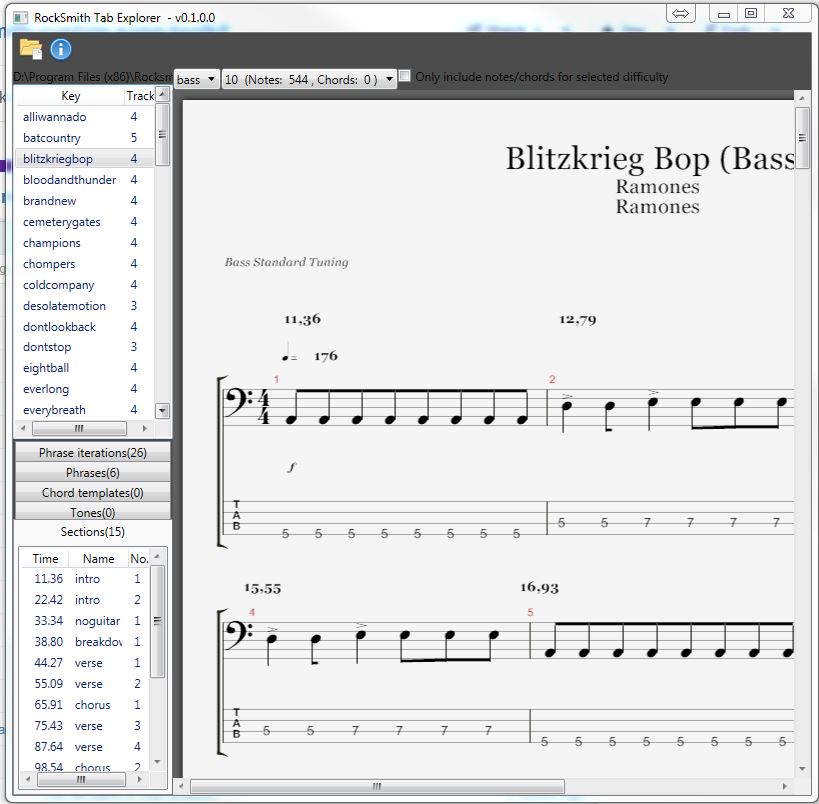 RockSmith Tab Explorer - v0.1.0.0
D:\Program Files (x86)\Rocksm
bass
10 (Notes: 544 , Chords: 0 )
Only include notes/chords for selected difficulty
Key Track
alliwannado 4
batcountry 5
blitzkriegbop 4
bloodandthunder 4
brandnew 4
cemeterygates 4
champions 4
chompers 4
coldcompany 4
desolatemotion 3
dontlookback 4
dontstop 3
eightball 4
everlong 4
everybreath 4
Phrase iterations(26)
Phrases(6)
Chord templates(0)
Tones(0)
Sections(15)
Time Name No.
11.36 intro 1
22.42 intro 2
33.34 noguitar 1
38.80 breakdov 1
44.27 verse 1
55.09 verse 2
65.91 chorus 1
75.43 verse 3
87.64 verse 4
98.54 chorus 2
Blitzkrieg Bop (Bass
Ramones
Ramones
Bass Standard Tuning
11,36 12,79
= 176
1 2
4
4
f
T
A
B
5 5 5 5 5 5 5 5 5 5 7 7 7 7
15,55 16,93
4 5
T
A
B
5 5 7 7 7 7 5 5 5 5 5 5 5 5